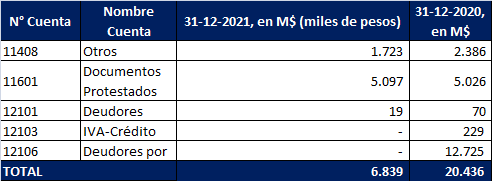 N° Cuenta Nombre Cuenta 31-12-2021, en M$ (miles de pesos) 31-12-2020, en M$
11408 Otros 1.723 2.386
11601 Documentos Protestados 5.097 5.026
12101 Deudores 19 70
12103 IVA-Crédito - 229
12106 Deudores por - 12.725
TOTAL 6.839 20.436